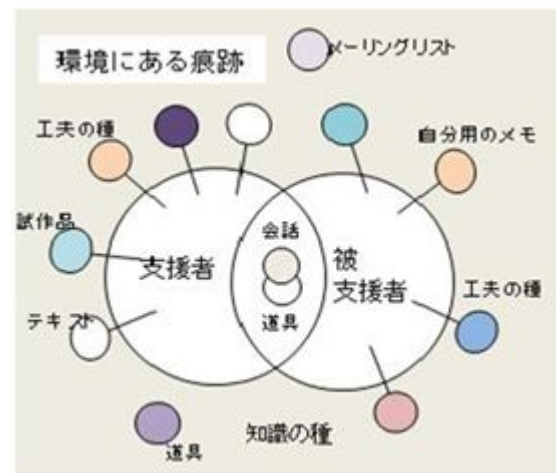 環境にある痕跡
メーリングリスト
工夫の種
自分用のメモ
試作品
会話
支援者
被
支援者
テキスト
道具
工夫の種
知識の種
道具